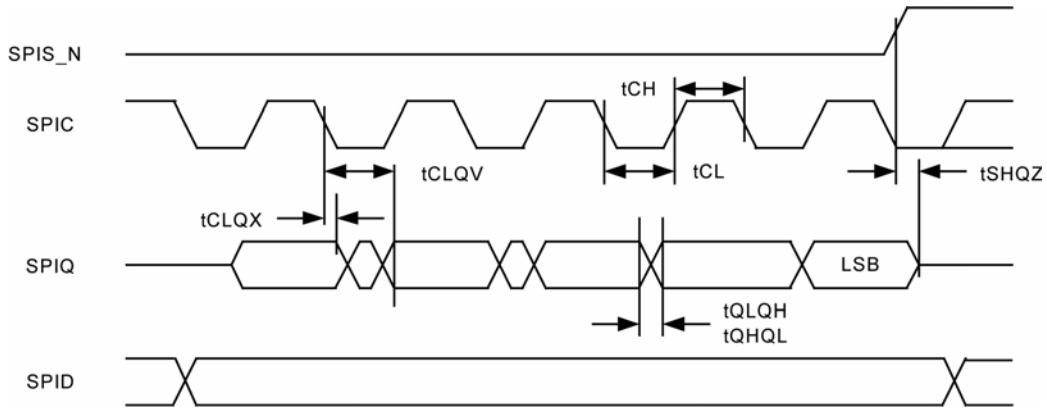 SPIS_N
tCH
SPIC
tCLQV
tCL
tSHQZ
tCLQX
SPIQ
LSB
tQLQH
tQHQL
SPID